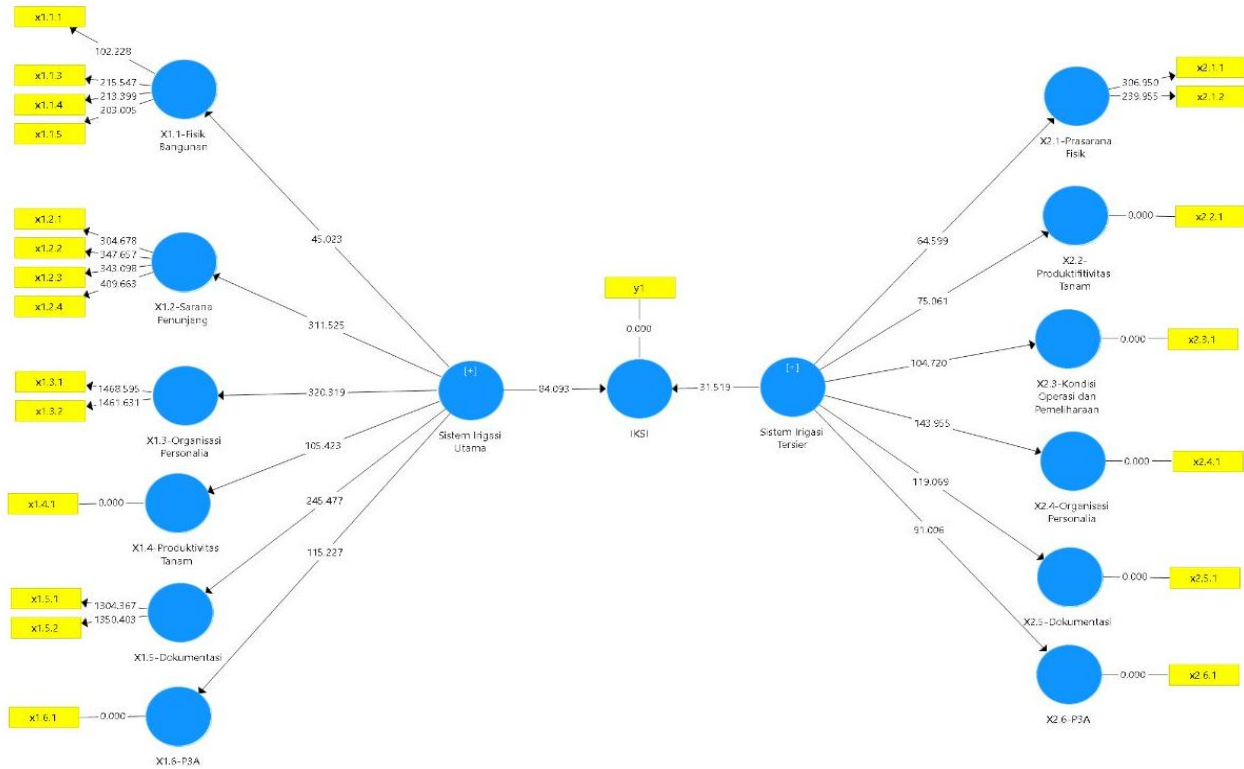 x1.1.1
102.228
x1.1.3
215.547
x1.1.4
213.399
203.005
x1.1.5
X1.1-Fisik
Bangunan
x1.2.1
304.678
x1.2.2
347.657
x1.2.3
343.098
409.663
x1.2.4
X1.2-Sarana
Penunjang
x1.3.1
1468.595
1461.631
x1.3.2
X1.3-Organisasi
Personalia
x1.4.1
0.000
X1.4-Produktivitas
Tanam
x1.5.1
1304.367
1350.403
x1.5.2
X1.5-Dokumentasi
x1.6.1
0.000
X1.6-P3A
45.023
311.525
320.319
105.423
245.477
115.227
[+]
Sistem Irigasi
Utama
84.093
y1
0.000
IKSI
31.519
[+]
Sistem Irigasi
Tersier
64.599
75.061
104.720
143.955
119.069
91.006
306.950
x2.1.1
239.955
x2.1.2
X2.1-Prasarana
Fisik
0.000
x2.2.1
X2.2-
Produktifitivitas
Tanam
0.000
x2.3.1
X2.3-Kondisi
Operasi dan
Pemeliharaan
0.000
x2.4.1
X2.4-Organisasi
Personalia
0.000
x2.5.1
X2.5-Dokumentasi
0.000
x2.6.1
X2.6-P3A